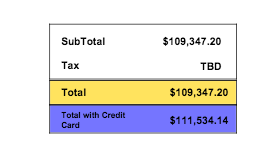 SubTotal $109,347.20
Tax TBD
Total $109,347.20
Total with Credit
Card $111,534.14